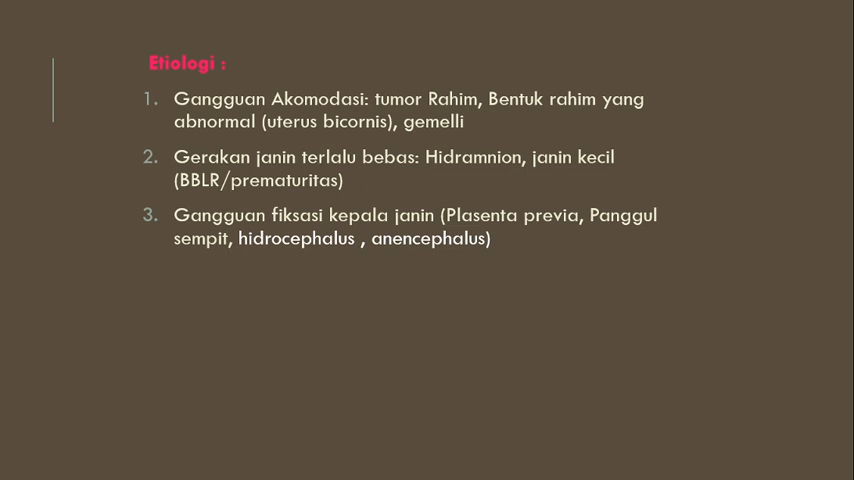 Etiologi :
1. Gangguan Akomodasi: tumor Rahim, Bentuk rahim yang
abnormal (uterus bicornis), gemelli
2. Gerakan janin terlalu bebas: Hidramnion, janin kecil
(BBLR/prematuritas)
3. Gangguan fiksasi kepala janin (Plasenta previa, Panggul
sempit, hidrocephalus , anencephalus)